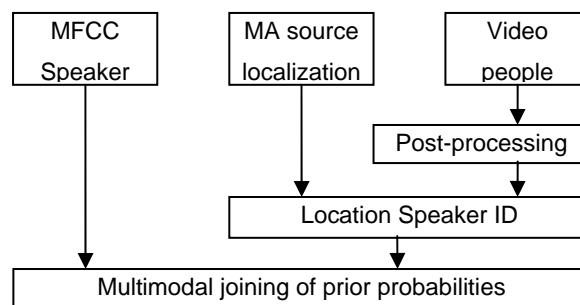 MFCC
Speaker
MA source
localization
Video
people
Post-processing
Location Speaker ID
Multimodal joining of prior probabilities